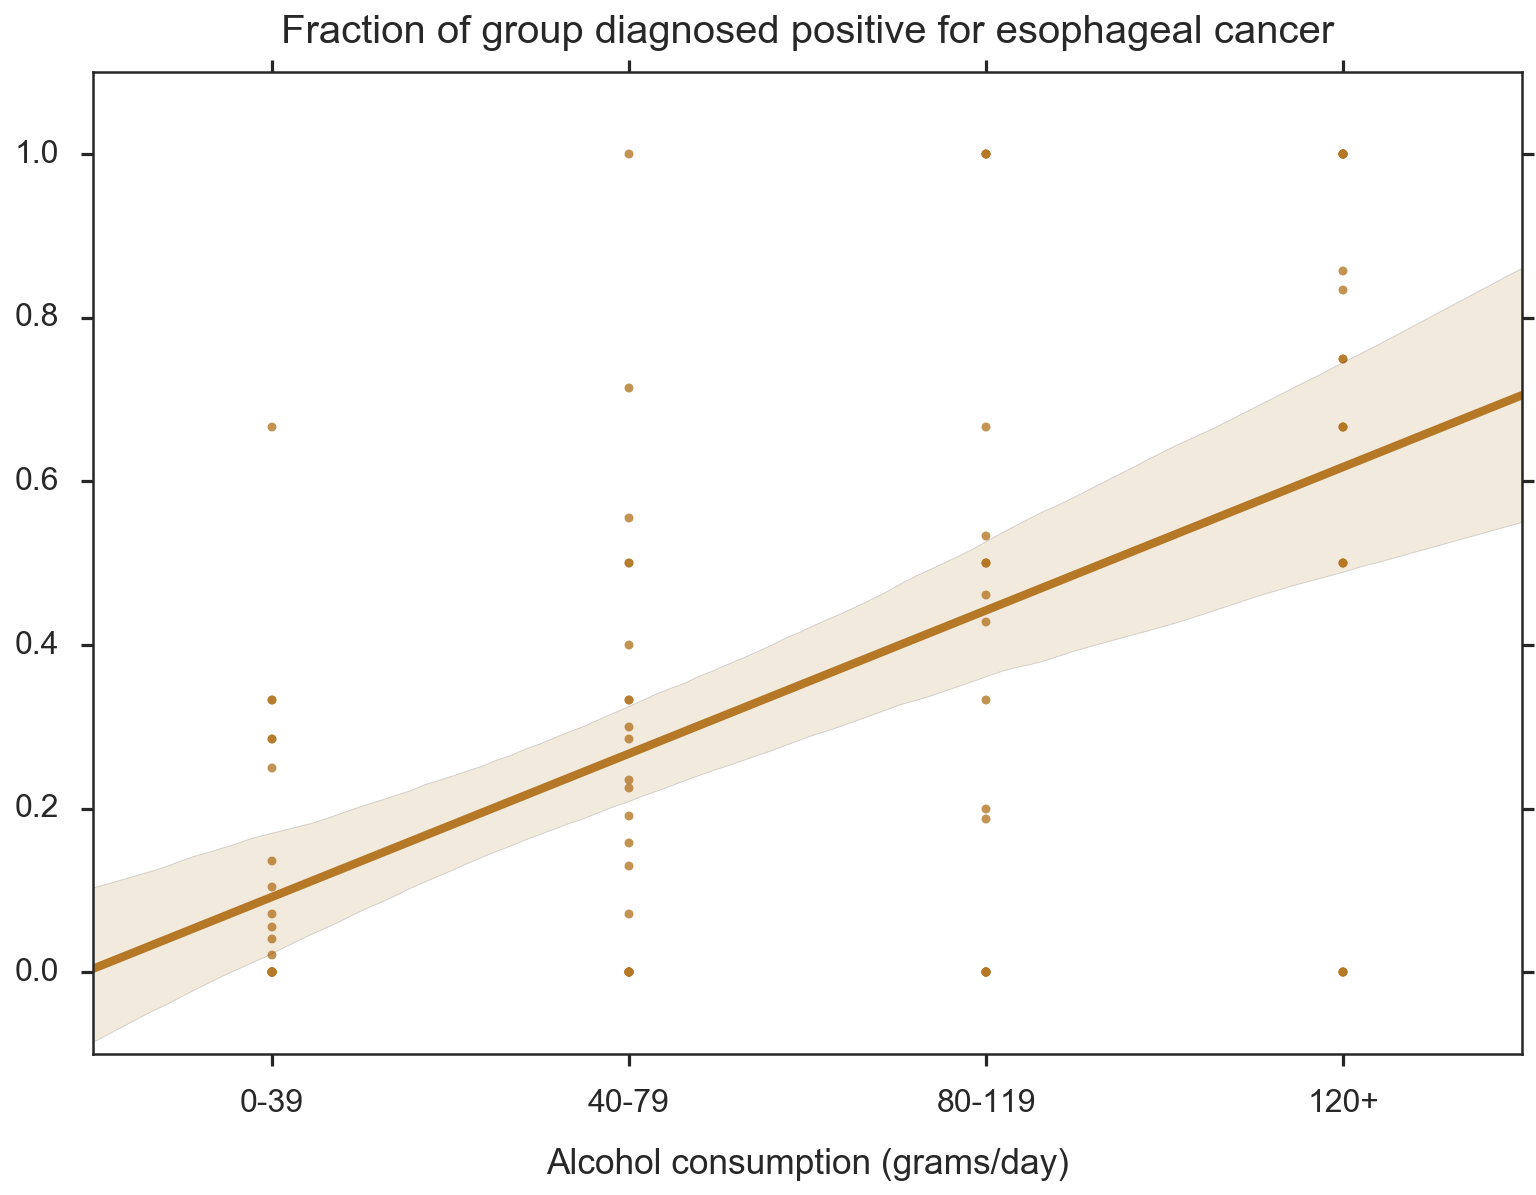 Fraction of group diagnosed positive for esophageal cancer
1.0
0.8
0.6
0.4
0.2
0.0
0-39 40-79 80-119 120+
Alcohol consumption (grams/day)